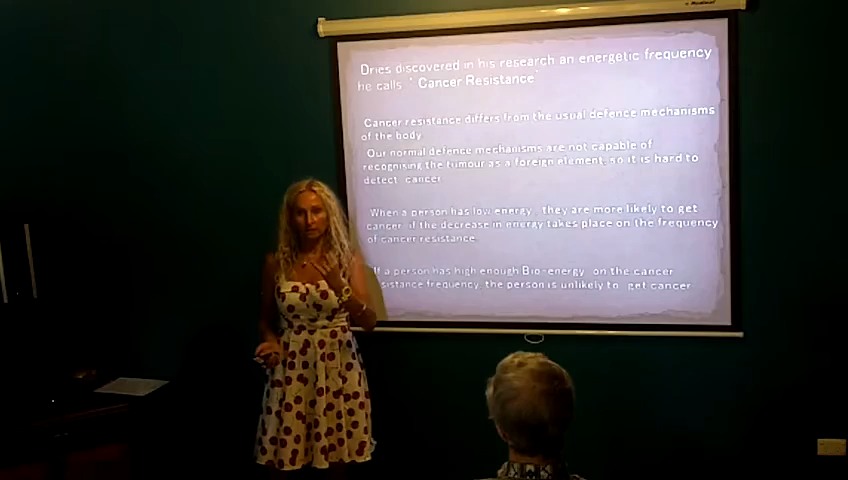 Dries discovered in his research an energetic frequency
he calls ' Cancer Resistance'
Cancer resistance differs from the usual defence mechanisms
of the body.
Our normal defence mechanisms are not capable of
recognising the tumour as a foreign element, so it is hard to
detect cancer
When a person has low energy, they are more likely to get
cancer, if the decrease in energy takes place on the frequency
of cancer resistance.
If a person has high enough Bio-energy on the cancer
sistance frequency, the person is unlikely to get cancer